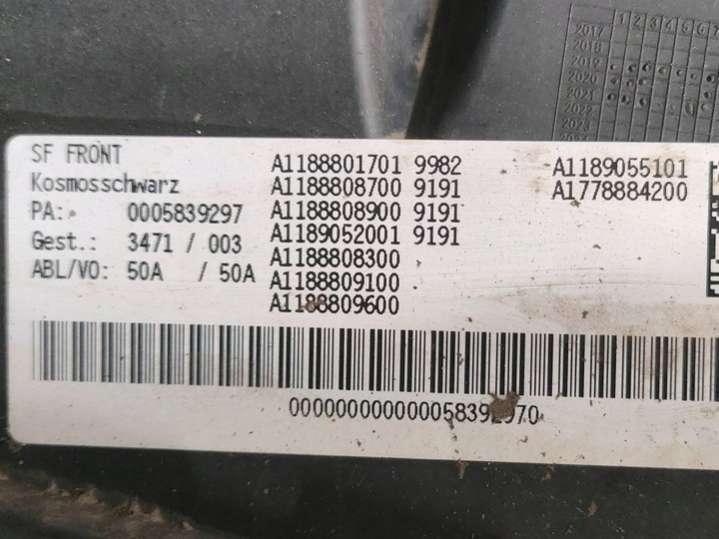 1 2 3 4 5 6 7
2017
2018
2019
2020
2021
SF FRONT
Kosmosschwarz
PA: 0005839297
Gest.: 3471 / 003
ABL/VO: 50A / 50A
A1188801701 9982
A1188808700 9191
A1188808900 9191
A1189052001 9191
A1188808300
A1188809100
A1188809600
A1189055101
A1778884200